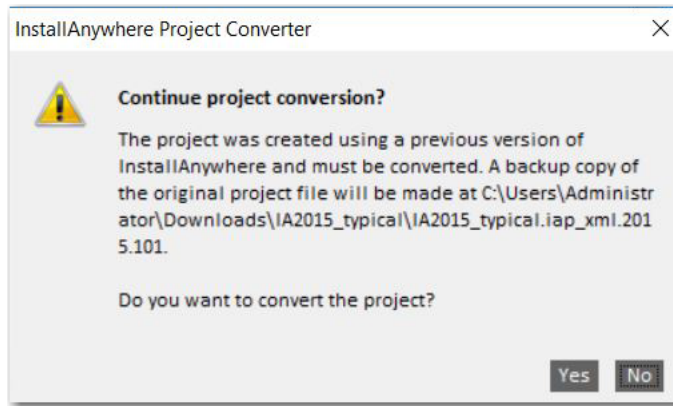 InstallAnywhere Project Converter
Continue project conversion?
The project was created using a previous version of
InstallAnywhere and must be converted. A backup copy of
the original project file will be made at C:\Users\Administr
ator\Downloads\IA2015_typical\IA2015_typical.iap_xml.201
5.101.
Do you want to convert the project?
Yes No